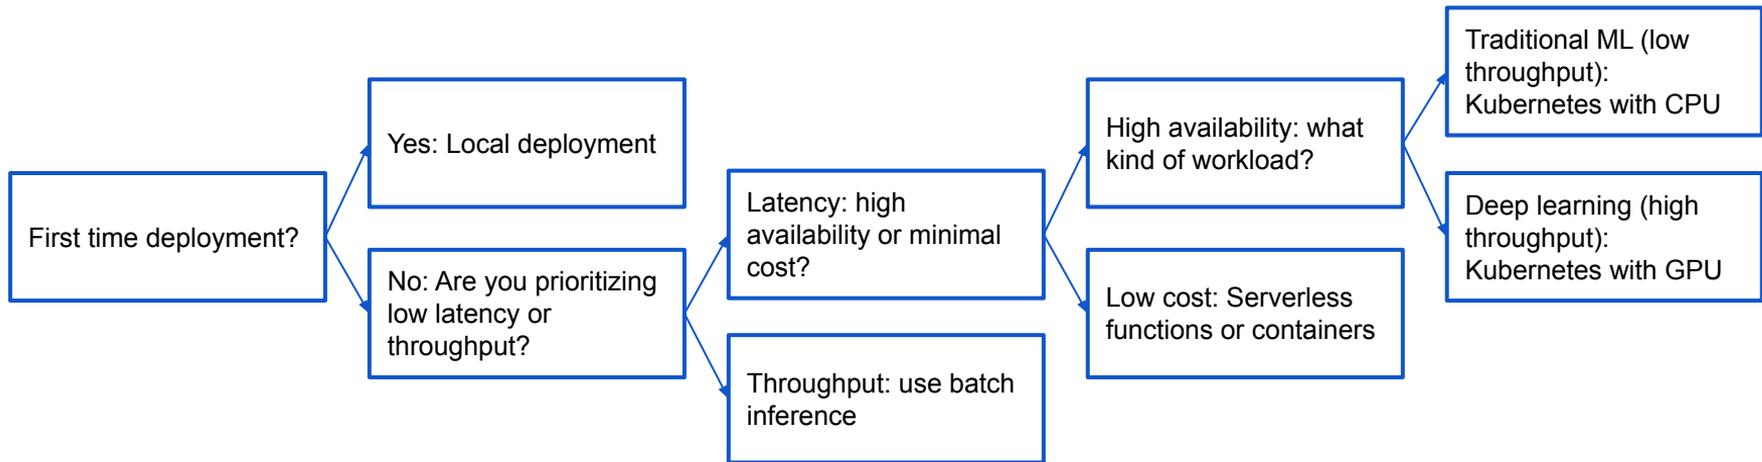 First time deployment?
Yes: Local deployment
No: Are you prioritizing
low latency or
throughput?
Latency: high
availability or minimal
cost?
Throughput: use batch
inference
High availability: what
kind of workload?
Low cost: Serverless
functions or containers
Traditional ML (low
throughput):
Kubernetes with CPU
Deep learning (high
throughput):
Kubernetes with GPU